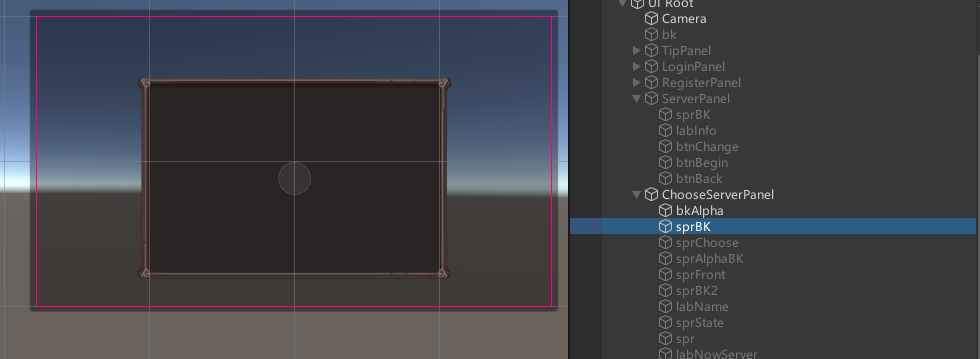 UI Root
Camera
bk
TipPanel
LoginPanel
RegisterPanel
ServerPanel
sprBK
labInfo
btnChange
btnBegin
btnBack
ChooseServerPanel
bkAlpha
sprBK
sprChoose
sprAlphaBK
sprFront
sprBK2
labName
sprState
spr
labNowServer